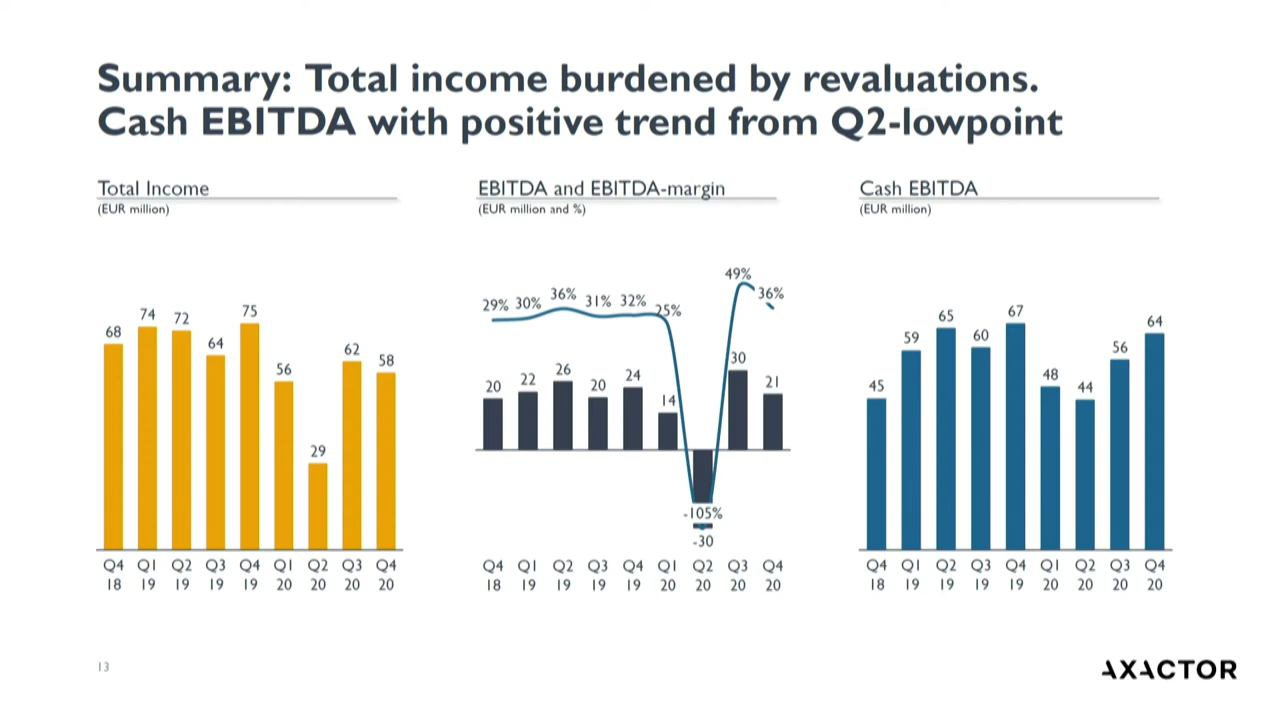 Summary: Total income burdened by revaluations.
Cash EBITDA with positive trend from Q2-lowpoint
Total Income
(EUR million)
68 74 72 64 75 56 29 62 58
Q4 Q1 Q2 Q3 Q4 Q1 Q2 Q3 Q4
18 19 19 19 19 20 20 20 20
EBITDA and EBITDA-margin
(EUR million and %)
29% 30% 36% 31% 32% 25% -105% 49% 36%
20 22 26 20 24 14 -30 30 21
Q4 Q1 Q2 Q3 Q4 Q1 Q2 Q3 Q4
18 19 19 19 19 20 20 20 20
Cash EBITDA
(EUR million)
45 59 65 60 67 48 44 56 64
Q4 Q1 Q2 Q3 Q4 Q1 Q2 Q3 Q4
18 19 19 19 19 20 20 20 20
13
AXACTOR